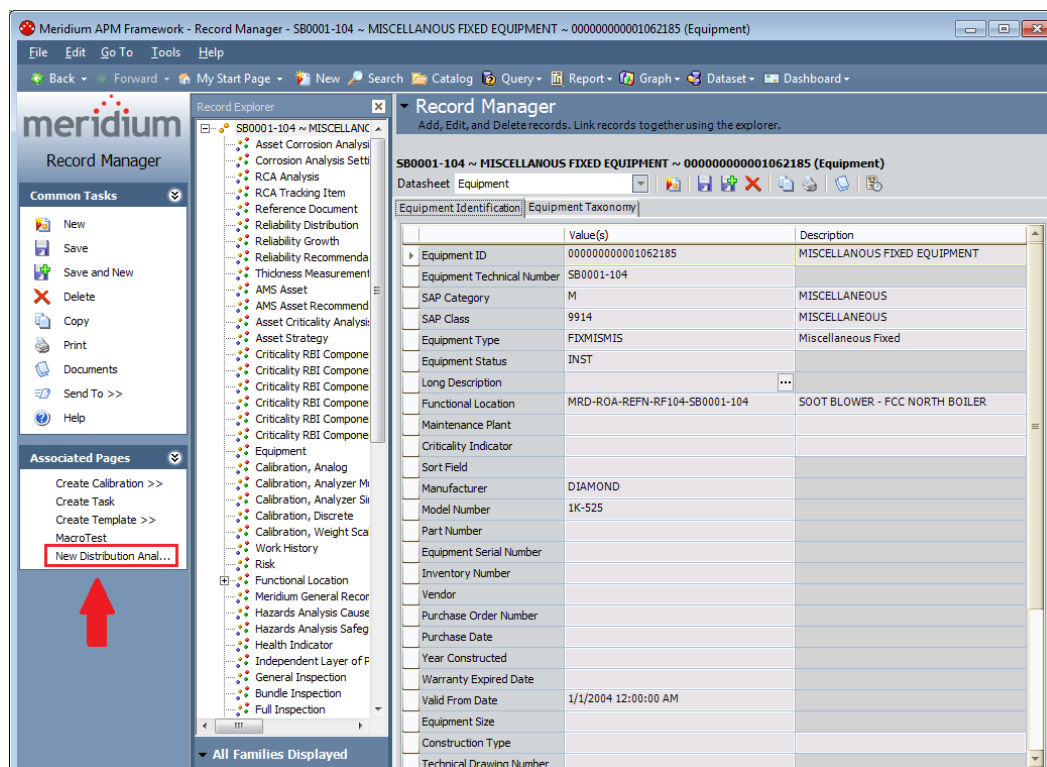 Meridium APM Framework - Record Manager - SB0001-104 ~ MISCELLANOUS FIXED EQUIPMENT ~ 000000000001062185 (Equipment)
File Edit Go To Tools Help
Back Forward My Start Page New Search Catalog Query Report Graph Dataset Dashboard
meridium
Record Manager
Common Tasks
New
Save
Save and New
Delete
Copy
Print
Documents
Send To >>
Help
Associated Pages
Create Calibration >>
Create Task
Create Template >>
MacroTest
New Distribution Anal...
Record Explorer
SB0001-104 ~ MISCELLANC
Asset Corrosion Analysi
Corrosion Analysis Setti
RCA Analysis
RCA Tracking Item
Reference Document
Reliability Distribution
Reliability Growth
Reliability Recommenda
Thickness Measurement
AMS Asset
AMS Asset Recommend
Asset Criticality Analysis
Asset Strategy
Criticality RBI Compone
Criticality RBI Compone
Criticality RBI Compone
Criticality RBI Compone
Criticality RBI Compone
Criticality RBI Compone
Equipment
Calibration, Analog
Calibration, Analyzer Mu
Calibration, Analyzer Sin
Calibration, Discrete
Calibration, Weight Scal
Work History
Risk
Functional Location
Meridium General Recor
Hazards Analysis Cause
Hazards Analysis Safeg
Health Indicator
Independent Layer of P
General Inspection
Bundle Inspection
Full Inspection
All Families Displayed
Record Manager
Add, Edit, and Delete records. Link records together using the explorer.
SB0001-104 ~ MISCELLANOUS FIXED EQUIPMENT ~ 000000000001062185 (Equipment)
Datasheet Equipment
Equipment Identification Equipment Taxonomy
Value(s) Description
Equipment ID 000000000001062185 MISCELLANOUS FIXED EQUIPMENT
Equipment Technical Number SB0001-104
SAP Category M MISCELLANEOUS
SAP Class 9914 MISCELLANEOUS
Equipment Type FIXMISMIS Miscellaneous Fixed
Equipment Status INST
Long Description ...
Functional Location MRD-ROA-REFN-RF104-SB0001-104 SOOT BLOWER - FCC NORTH BOILER
Maintenance Plant
Criticality Indicator
Sort Field
Manufacturer DIAMOND
Model Number 1K-525
Part Number
Equipment Serial Number
Inventory Number
Vendor
Purchase Order Number
Purchase Date
Year Constructed
Warranty Expired Date
Valid From Date 1/1/2004 12:00:00 AM
Equipment Size
Construction Type
Technical Drawing Number